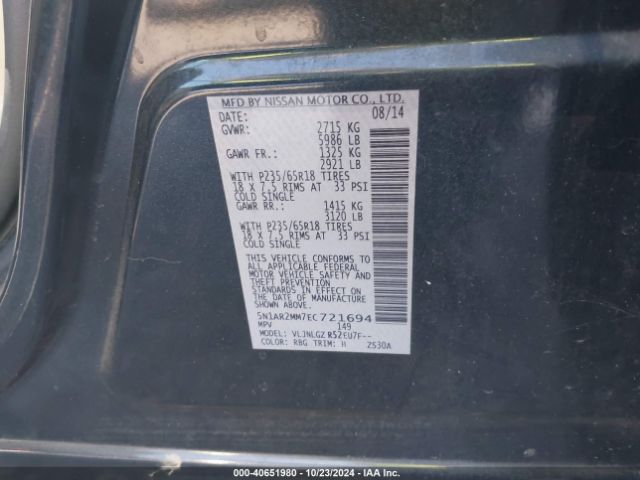 MFD BY NISSAN MOTOR CO., LTD.
DATE: 08/14
GVWR: 2715 KG
5986 LB
GAWR FR.: 1325 KG
2921 LB
WITH P235/65R18 TIRES
18 X 7.5 RIMS AT 33 PSI
COLD SINGLE
GAWR RR.: 1415 KG
3120 LB
WITH P235/65R18 TIRES
18 X 7.5 RIMS AT 33 PSI
COLD SINGLE
THIS VEHICLE CONFORMS TO
ALL APPLICABLE FEDERAL
MOTOR VEHICLE SAFETY AND
THEFT PREVENTION
STANDARDS IN EFFECT ON
THE DATE OF MANUFACTURE
SHOWN ABOVE.
5N1AR2MM7EC721694
MPV 149
MODEL: VLJNLGZ R52EU7F--
COLOR: RBG TRIM: H 2530A
000-40651980 - 10/23/2024 - IAA Inc.